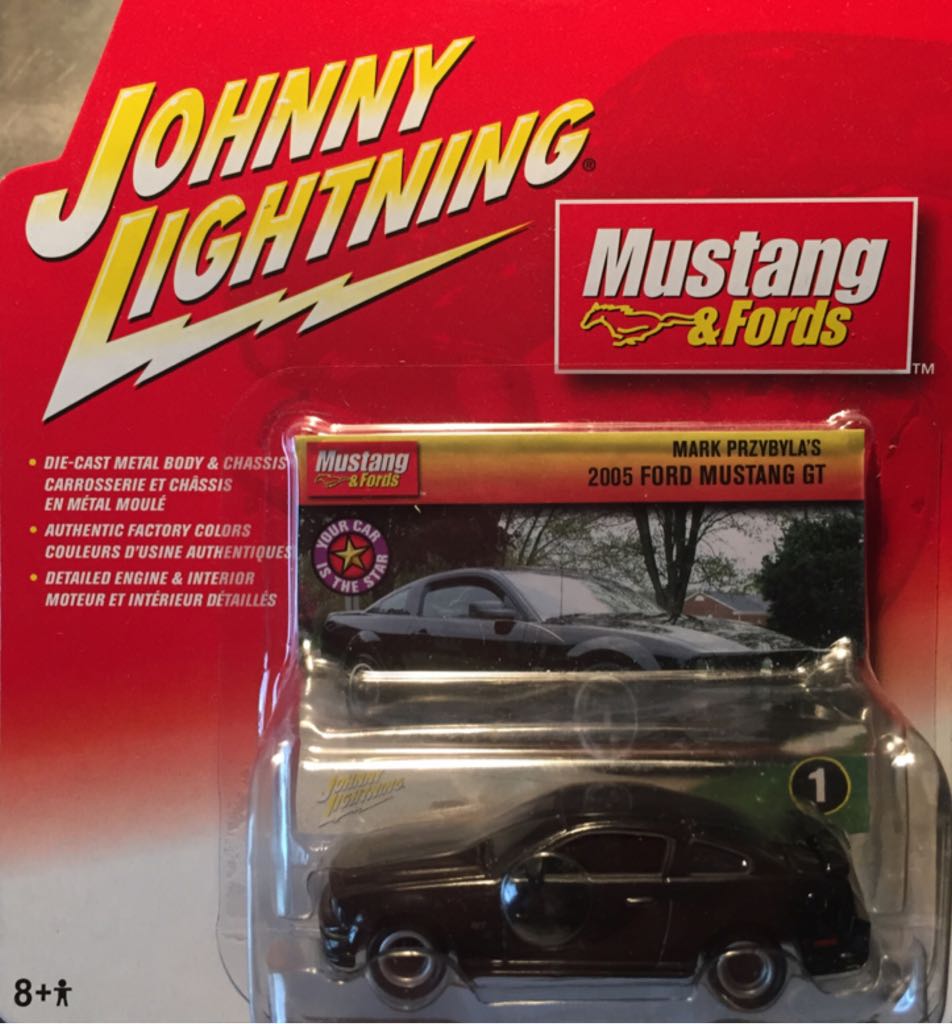 JOHNNY
LIGHTNING®
Mustang
& Fords
TM
• DIE-CAST METAL BODY & CHASSIS
CARROSSERIE ET CHÂSSIS
EN MÉTAL MOULÉ
• AUTHENTIC FACTORY COLORS
COULEURS D'USINE AUTHENTIQUES
• DETAILED ENGINE & INTERIOR
MOTEUR ET INTÉRIEUR DÉTAILLÉS
Mustang
& Fords
MARK PRZYBYLA'S
2005 FORD MUSTANG GT
YOUR CAR
IS THE STAR
JOHNNY
LIGHTNING
1
8+